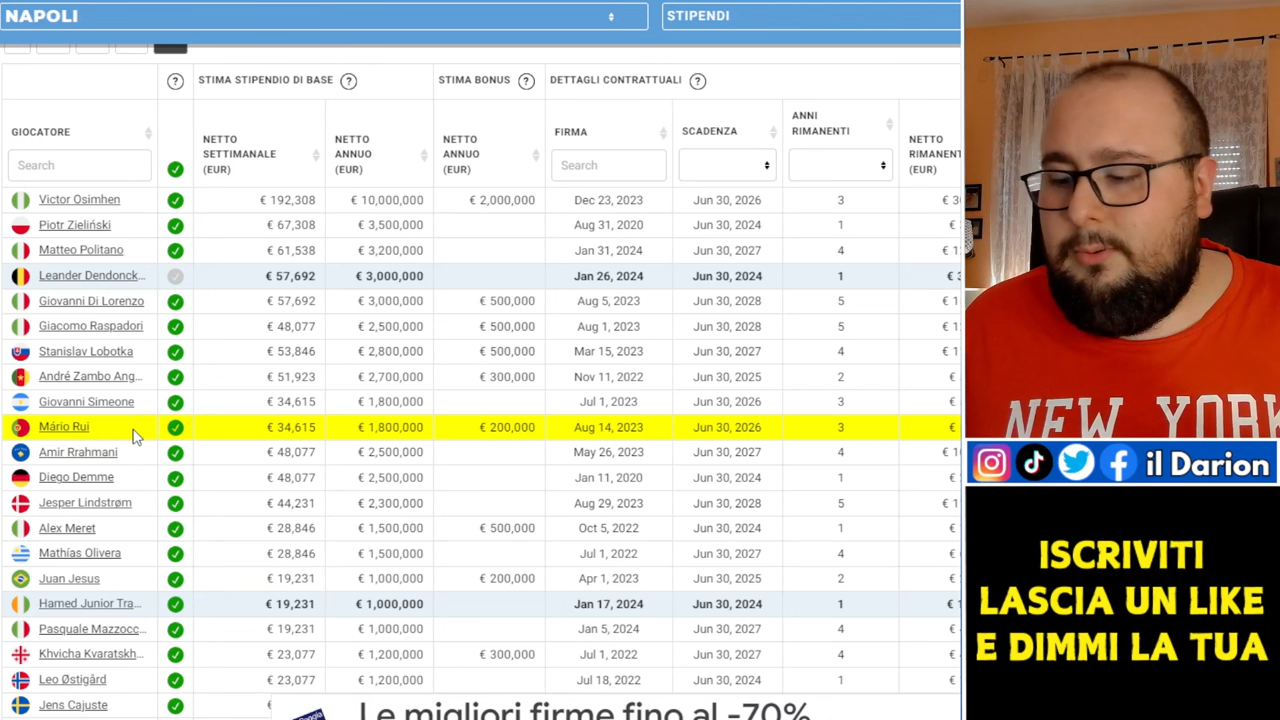 NAPOLI STIPENDI
STIMA STIPENDIO DI BASE ? STIMA BONUS ? DETTAGLI CONTRATTUALI ?
?
GIOCATORE NETTO SETTIMANALE (EUR) NETTO ANNUO (EUR) NETTO ANNUO (EUR) FIRMA SCADENZA ANNI RIMANENTI NETTO RIMANENT (EUR)
Search Search
Victor Osimhen € 192,308 € 10,000,000 € 2,000,000 Dec 23, 2023 Jun 30, 2026 3 € 3
Piotr Zieliński € 67,308 € 3,500,000 Aug 31, 2020 Jun 30, 2024 1 €
Matteo Politano € 61,538 € 3,200,000 Jan 31, 2024 Jun 30, 2027 4 € 1
Leander Dendonck... € 57,692 € 3,000,000 Jan 26, 2024 Jun 30, 2024 1 €
Giovanni Di Lorenzo € 57,692 € 3,000,000 € 500,000 Aug 5, 2023 Jun 30, 2028 5 € 1
Giacomo Raspadori € 48,077 € 2,500,000 € 500,000 Aug 1, 2023 Jun 30, 2028 5 € 1
Stanislav Lobotka € 53,846 € 2,800,000 € 500,000 Mar 15, 2023 Jun 30, 2027 4 € 1
André Zambo Ang... € 51,923 € 2,700,000 € 300,000 Nov 11, 2022 Jun 30, 2025 2 €
Giovanni Simeone € 34,615 € 1,800,000 Jul 1, 2023 Jun 30, 2026 3 €
Mário Rui € 34,615 € 1,800,000 € 200,000 Aug 14, 2023 Jun 30, 2026 3 €
Amir Rrahmani € 48,077 € 2,500,000 May 26, 2023 Jun 30, 2027 4 € 1
Diego Demme € 48,077 € 2,500,000 Jan 11, 2020 Jun 30, 2024 1 €
Jesper Lindstrøm € 44,231 € 2,300,000 Aug 29, 2023 Jun 30, 2028 5 € 1
Alex Meret € 28,846 € 1,500,000 € 500,000 Oct 5, 2022 Jun 30, 2024 1 €
Mathías Olivera € 28,846 € 1,500,000 Jul 1, 2022 Jun 30, 2027 4 €
Juan Jesus € 19,231 € 1,000,000 € 200,000 Apr 1, 2023 Jun 30, 2025 2 €
Hamed Junior Tra... € 19,231 € 1,000,000 Jan 17, 2024 Jun 30, 2024 1 € 1
Pasquale Mazzocc... € 19,231 € 1,000,000 Jan 5, 2024 Jun 30, 2027 4 €
Khvicha Kvaratskh... € 23,077 € 1,200,000 € 300,000 Jul 1, 2022 Jun 30, 2027 4 €
Leo Østigård € 23,077 € 1,200,000 Jul 18, 2022 Jun 30, 2024 1 €
Jens Cajuste €
Le migliori firme fino al -70%
NEW YORK
il Darion
ISCRIVITI
LASCIA UN LIKE
E DIMMI LA TUA